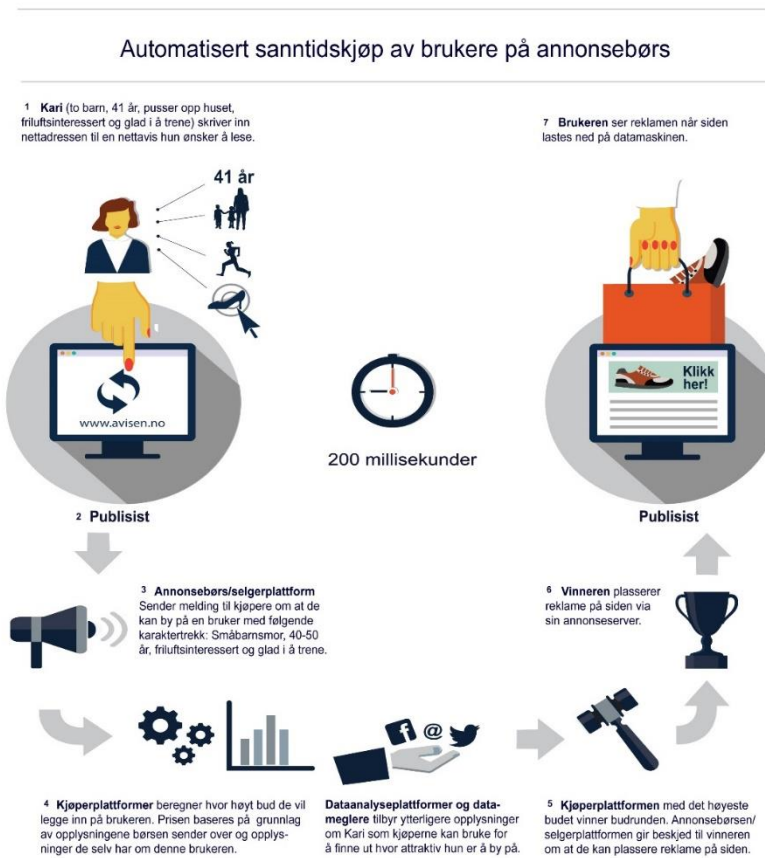 Automatisert sanntidskjøp av brukere på annonsebørs
1 Kari (to barn, 41 år, pusser opp huset,
friluftsinteressert og glad i å trene) skriver inn
nettadressen til en nettavis hun ønsker å lese.
41 år
www.avisen.no
2 Publisist
3 Annonsebørs/selgerplattform
Sender melding til kjøpere om at de
kan by på en bruker med følgende
karaktertrekk: Småbarnsmor, 40-50
år, friluftsinteressert og glad i å trene.
4 Kjøperplattformer beregner hvor høyt bud de vil
legge inn på brukeren. Prisen baseres på grunnlag
av opplysningene børsen sender over og opplys-
ninger de selv har om denne brukeren.
200 millisekunder
f @
Dataanalyseplattformer og data-
meglere tilbyr ytterligere opplysninger
om Kari som kjøperne kan bruke for
å finne ut hvor attraktiv hun er å by på.
5 Kjøperplattformen med det høyeste
budet vinner budrunden. Annonsebørsen/
selgerplattformen gir beskjed til vinneren
om at de kan plassere reklame på siden.
6 Vinneren plasserer
reklame på siden via
sin annonseserver.
Publisist
7 Brukeren ser reklamen når siden
lastes ned på datamaskinen.
Klikk
her!